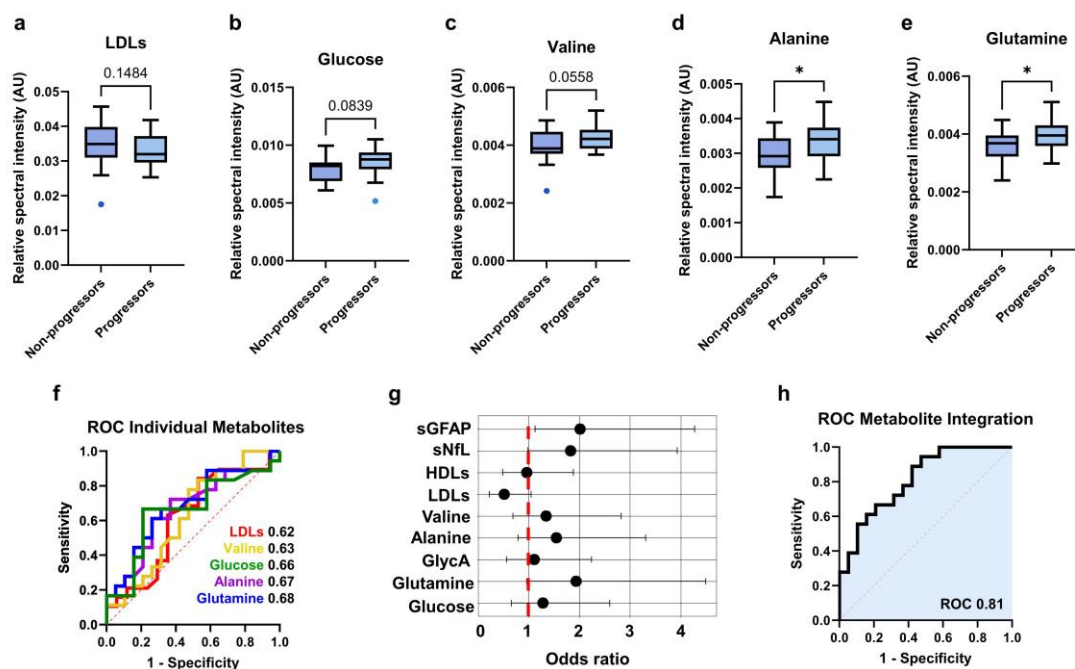 a
LDLs
0.1484
Relative spectral intensity (AU)
0.05
0.04
0.03
0.02
0.01
0.00
Non-progressors
Progressors
b
Glucose
0.0839
Relative spectral intensity (AU)
0.015
0.010
0.005
0.000
Non-progressors
Progressors
c
Valine
0.0558
Relative spectral intensity (AU)
0.006
0.004
0.002
0.000
Non-progressors
Progressors
d
Alanine
*
Relative spectral intensity (AU)
0.005
0.004
0.003
0.002
0.001
0.000
Non-progressors
Progressors
e
Glutamine
*
Relative spectral intensity (AU)
0.006
0.004
0.002
0.000
Non-progressors
Progressors
f
ROC Individual Metabolites
Sensitivity
1.0
0.8
0.6
0.4
0.2
0.0
LDLs 0.62
Valine 0.63
Glucose 0.66
Alanine 0.67
Glutamine 0.68
0.0 0.2 0.4 0.6 0.8 1.0
1 - Specificity
g
sGFAP
sNfL
HDLs
LDLs
Valine
Alanine
GlycA
Glutamine
Glucose
0 1 2 3 4
Odds ratio
h
ROC Metabolite Integration
Sensitivity
1.0
0.8
0.6
0.4
0.2
0.0
ROC 0.81
0.0 0.2 0.4 0.6 0.8 1.0
1 - Specificity